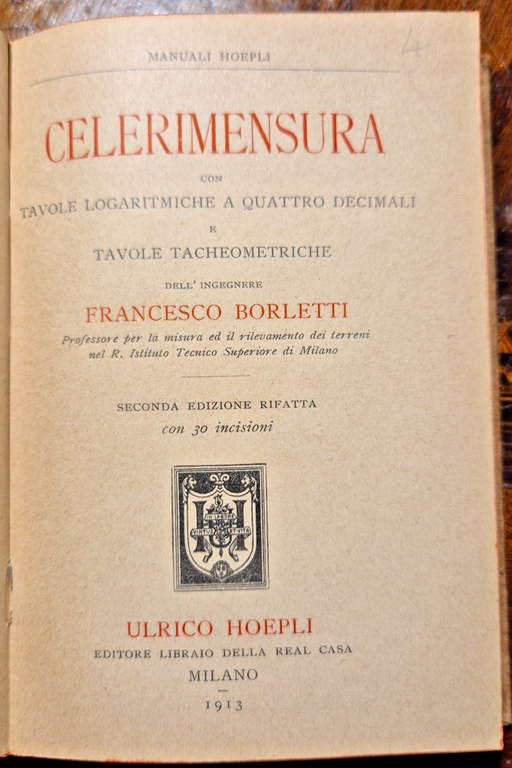 4
MANUALI HOEPLI
CELERIMENSURA
CON
TAVOLE LOGARITMICHE A QUATTRO DECIMALI
E
TAVOLE TACHEOMETRICHE
DELL' INGEGNERE
FRANCESCO BORLETTI
Professore per la misura ed il rilevamento dei terreni
nel R. Istituto Tecnico Superiore di Milano
SECONDA EDIZIONE RIFATTA
con 30 incisioni
ULRICO HOEPLI
EDITORE LIBRAIO DELLA REAL CASA
MILANO
1913